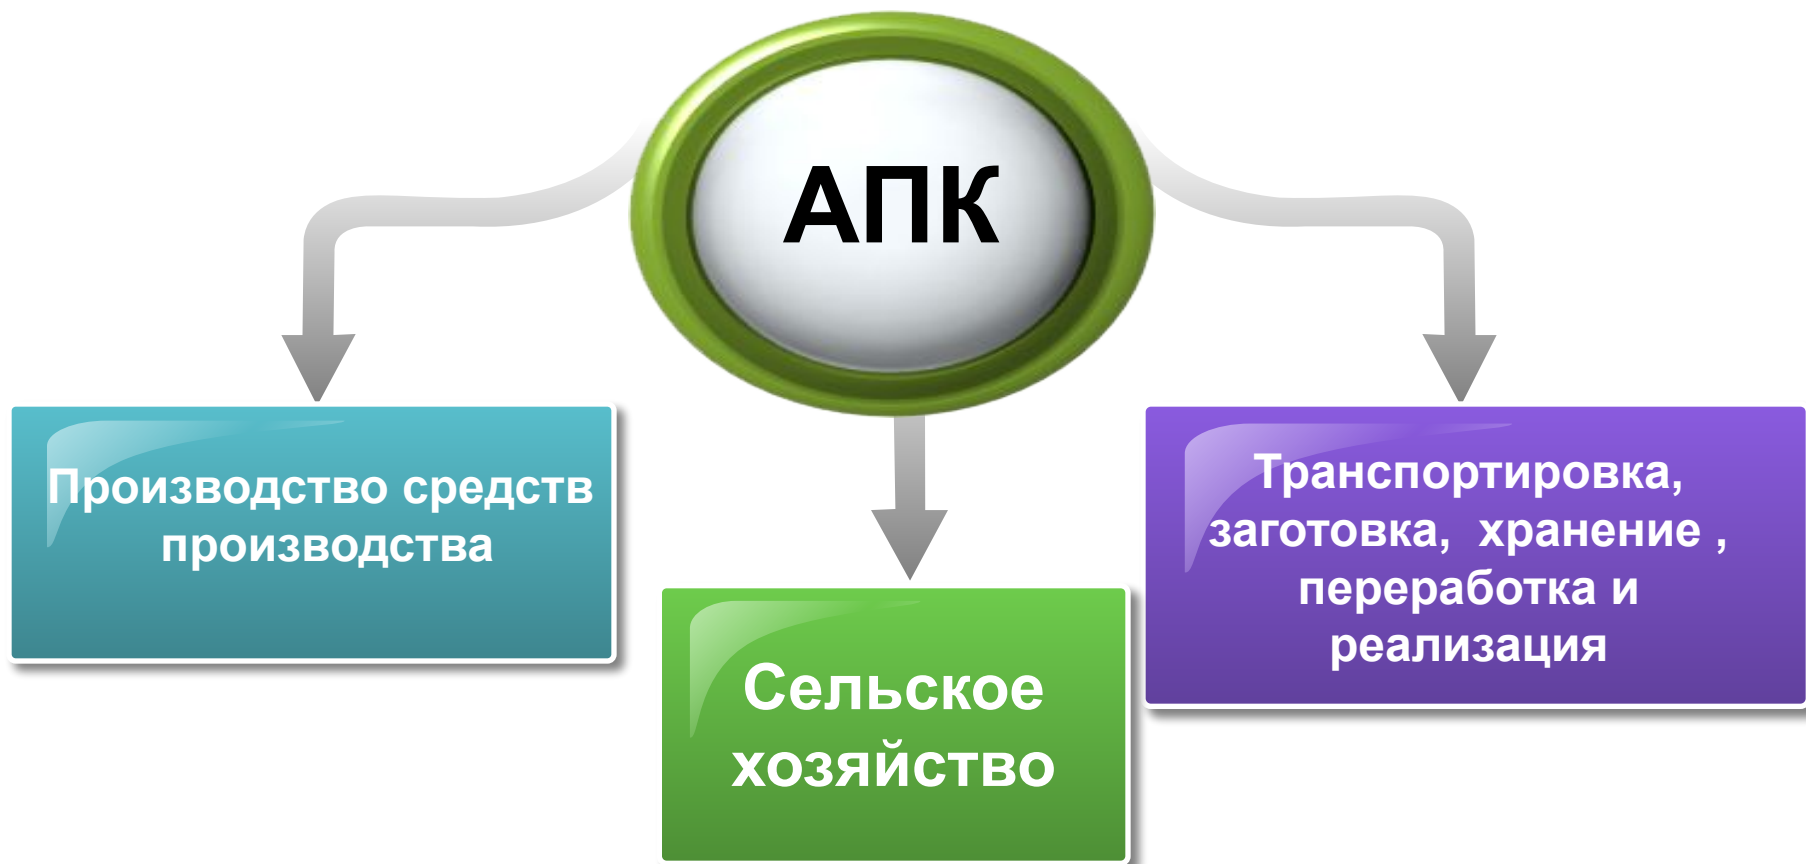 АПК
Производство средств
производства
Сельское
хозяйство
Транспортировка,
заготовка,  хранение ,
переработка и
реализация